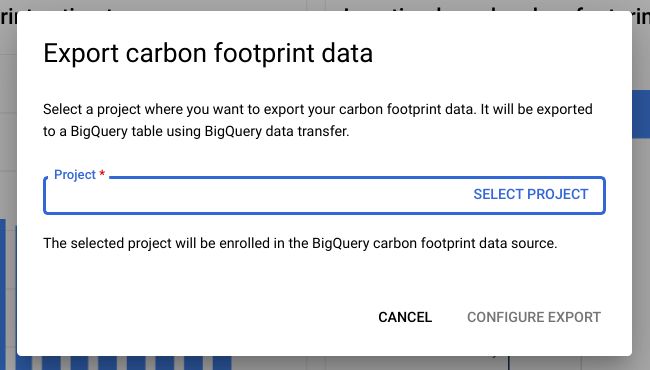 Export carbon footprint data
Select a project where you want to export your carbon footprint data. It will be exported
to a BigQuery table using BigQuery data transfer.
Project *
SELECT PROJECT
The selected project will be enrolled in the BigQuery carbon footprint data source.
CANCEL
CONFIGURE EXPORT